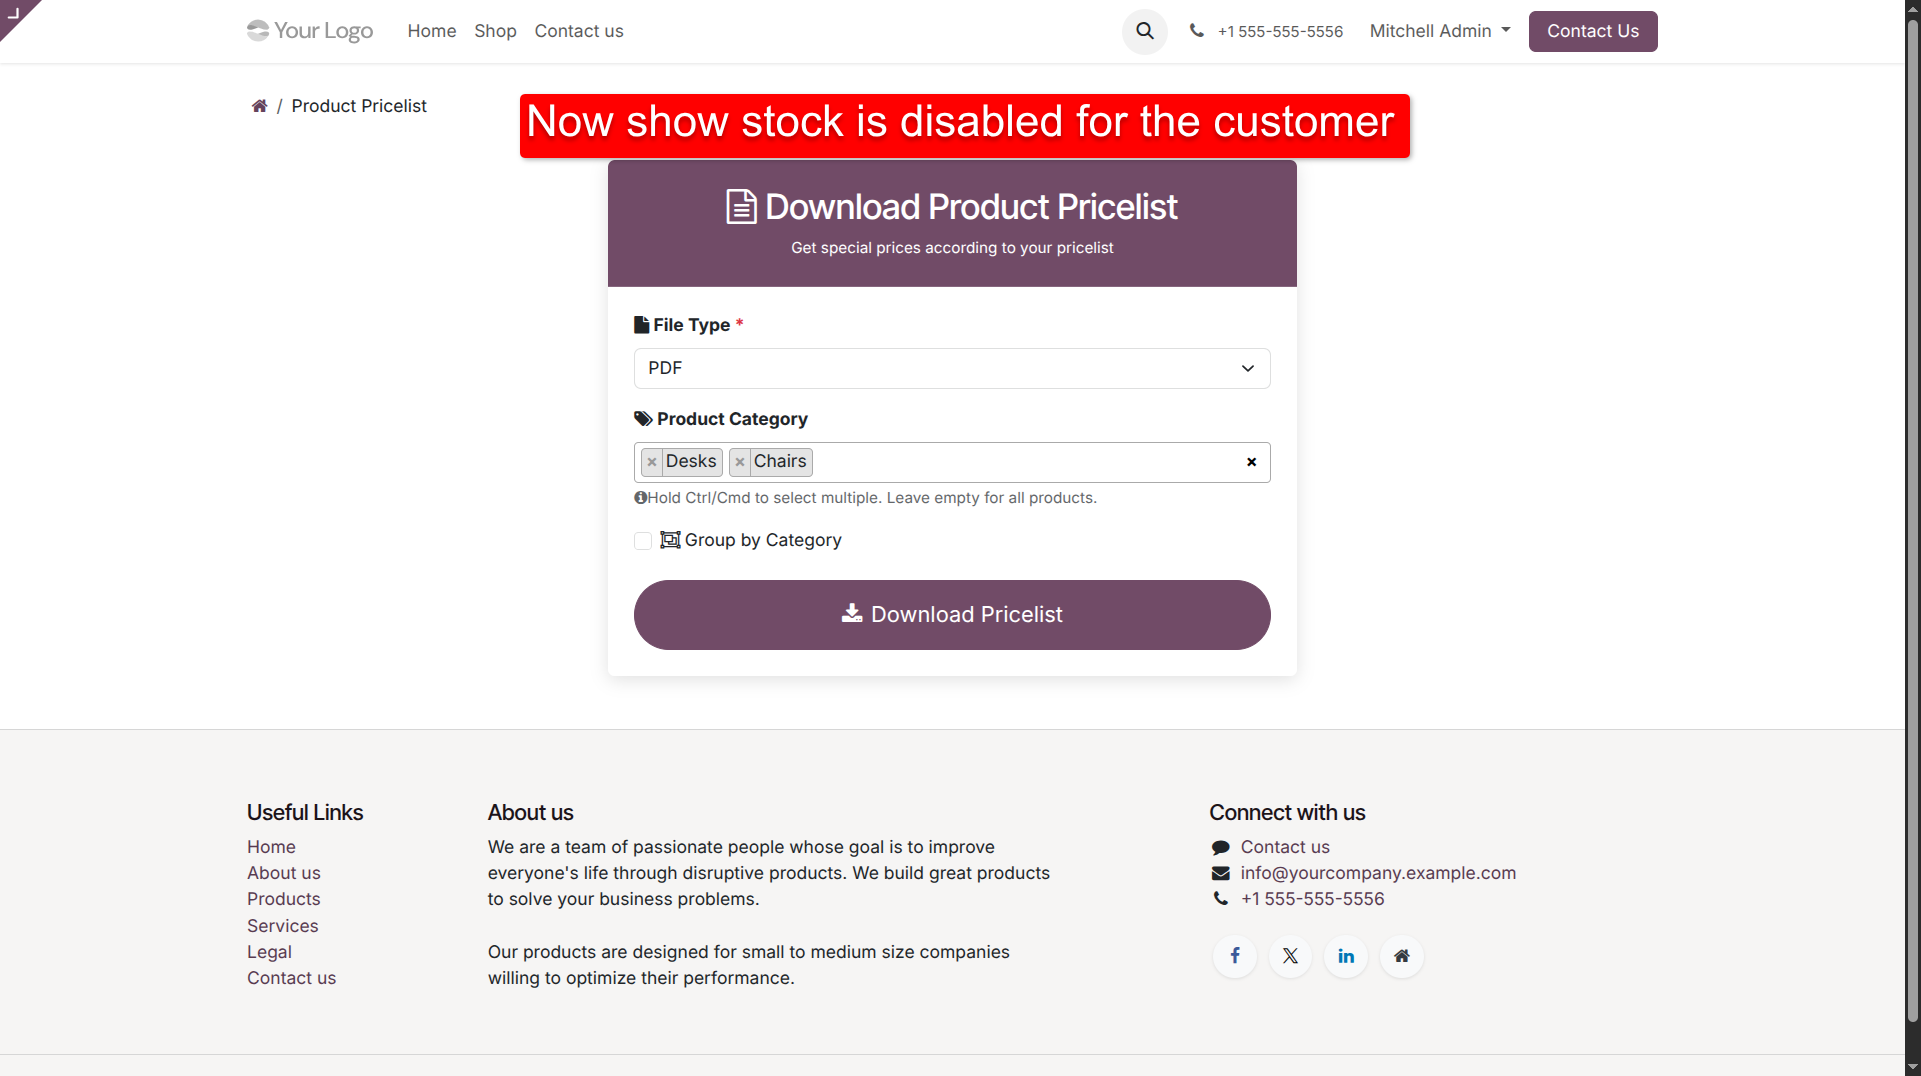 Your Logo
Home
Shop
Contact us
+1 555-555-5556
Mitchell Admin
Contact Us
/ Product Pricelist
Now show stock is disabled for the customer
Download Product Pricelist
Get special prices according to your pricelist
File Type *
PDF
Product Category
× Desks × Chairs ×
Hold Ctrl/Cmd to select multiple. Leave empty for all products.
Group by Category
Download Pricelist
Useful Links
Home
About us
Products
Services
Legal
Contact us
About us
We are a team of passionate people whose goal is to improve
everyone's life through disruptive products. We build great products
to solve your business problems.
Our products are designed for small to medium size companies
willing to optimize their performance.
Connect with us
Contact us
info@yourcompany.example.com
+1 555-555-5556